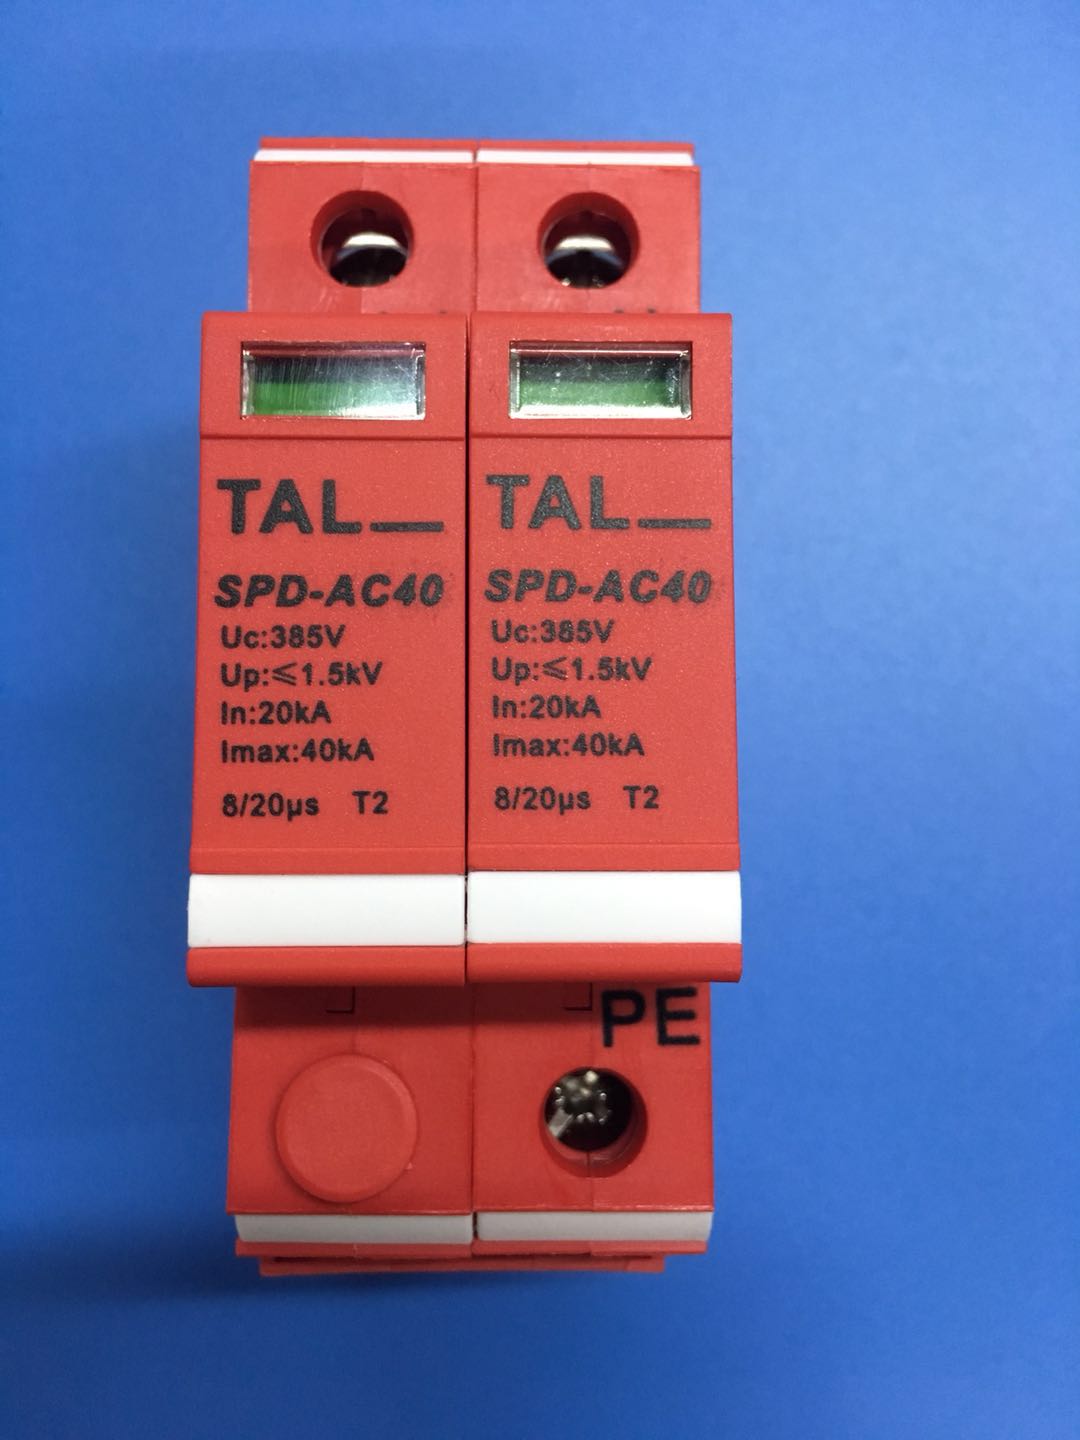 TAL
SPD-AC40
Uc:385V
Up:≤1.5kV
In:20kA
Imax:40kA
8/20µs T2
TAL
SPD-AC40
Uc:385V
Up:≤1.5kV
In:20kA
Imax:40kA
8/20µs T2
PE